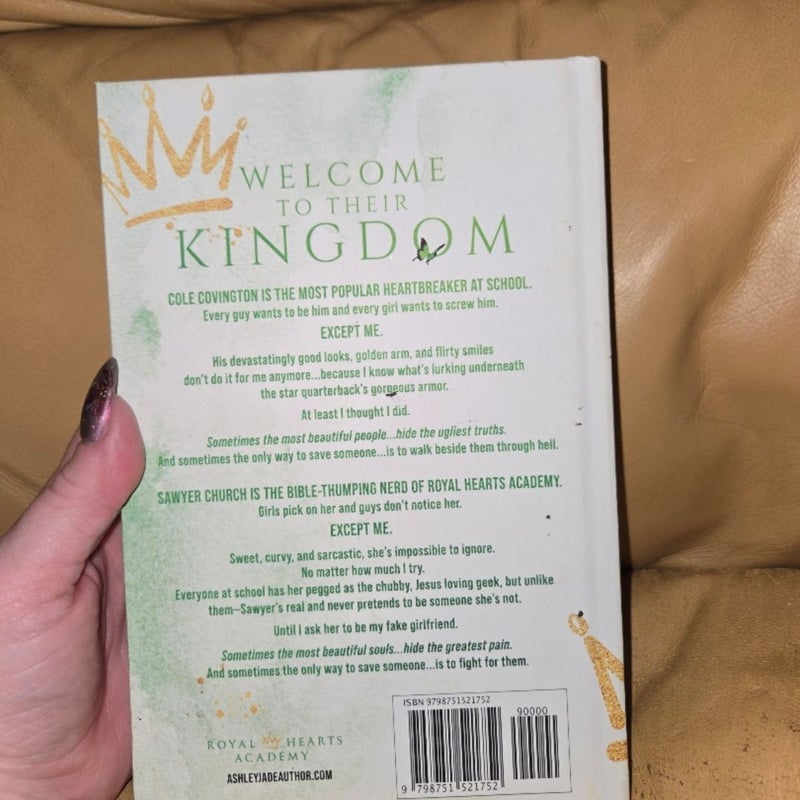 WELCOME
TO THEIR
KINGDOM
COLE COVINGTON IS THE MOST POPULAR HEARTBREAKER AT SCHOOL.
Every guy wants to be him and every girl wants to screw him.
EXCEPT ME.
His devastatingly good looks, golden arm, and flirty smiles
don't do it for me anymore...because I know what's lurking underneath
the star quarterback's gorgeous armor.
At least I thought I did.
Sometimes the most beautiful people...hide the ugliest truths.
And sometimes the only way to save someone...is to walk beside them through hell.
SAWYER CHURCH IS THE BIBLE-THUMPING NERD OF ROYAL HEARTS ACADEMY.
Girls pick on her and guys don't notice her.
EXCEPT ME.
Sweet, curvy, and sarcastic, she's impossible to ignore.
No matter how much I try.
Everyone at school has her pegged as the chubby, Jesus loving geek, but unlike
them—Sawyer's real and never pretends to be someone she's not.
Until I ask her to be my fake girlfriend.
Sometimes the most beautiful souls...hide the greatest pain.
And sometimes the only way to save someone...is to fight for them.
ROYAL HEARTS
ACADEMY
ASHLEYJADEAUTHOR.COM
ISBN 9798751521752
90000
9 798751 521752